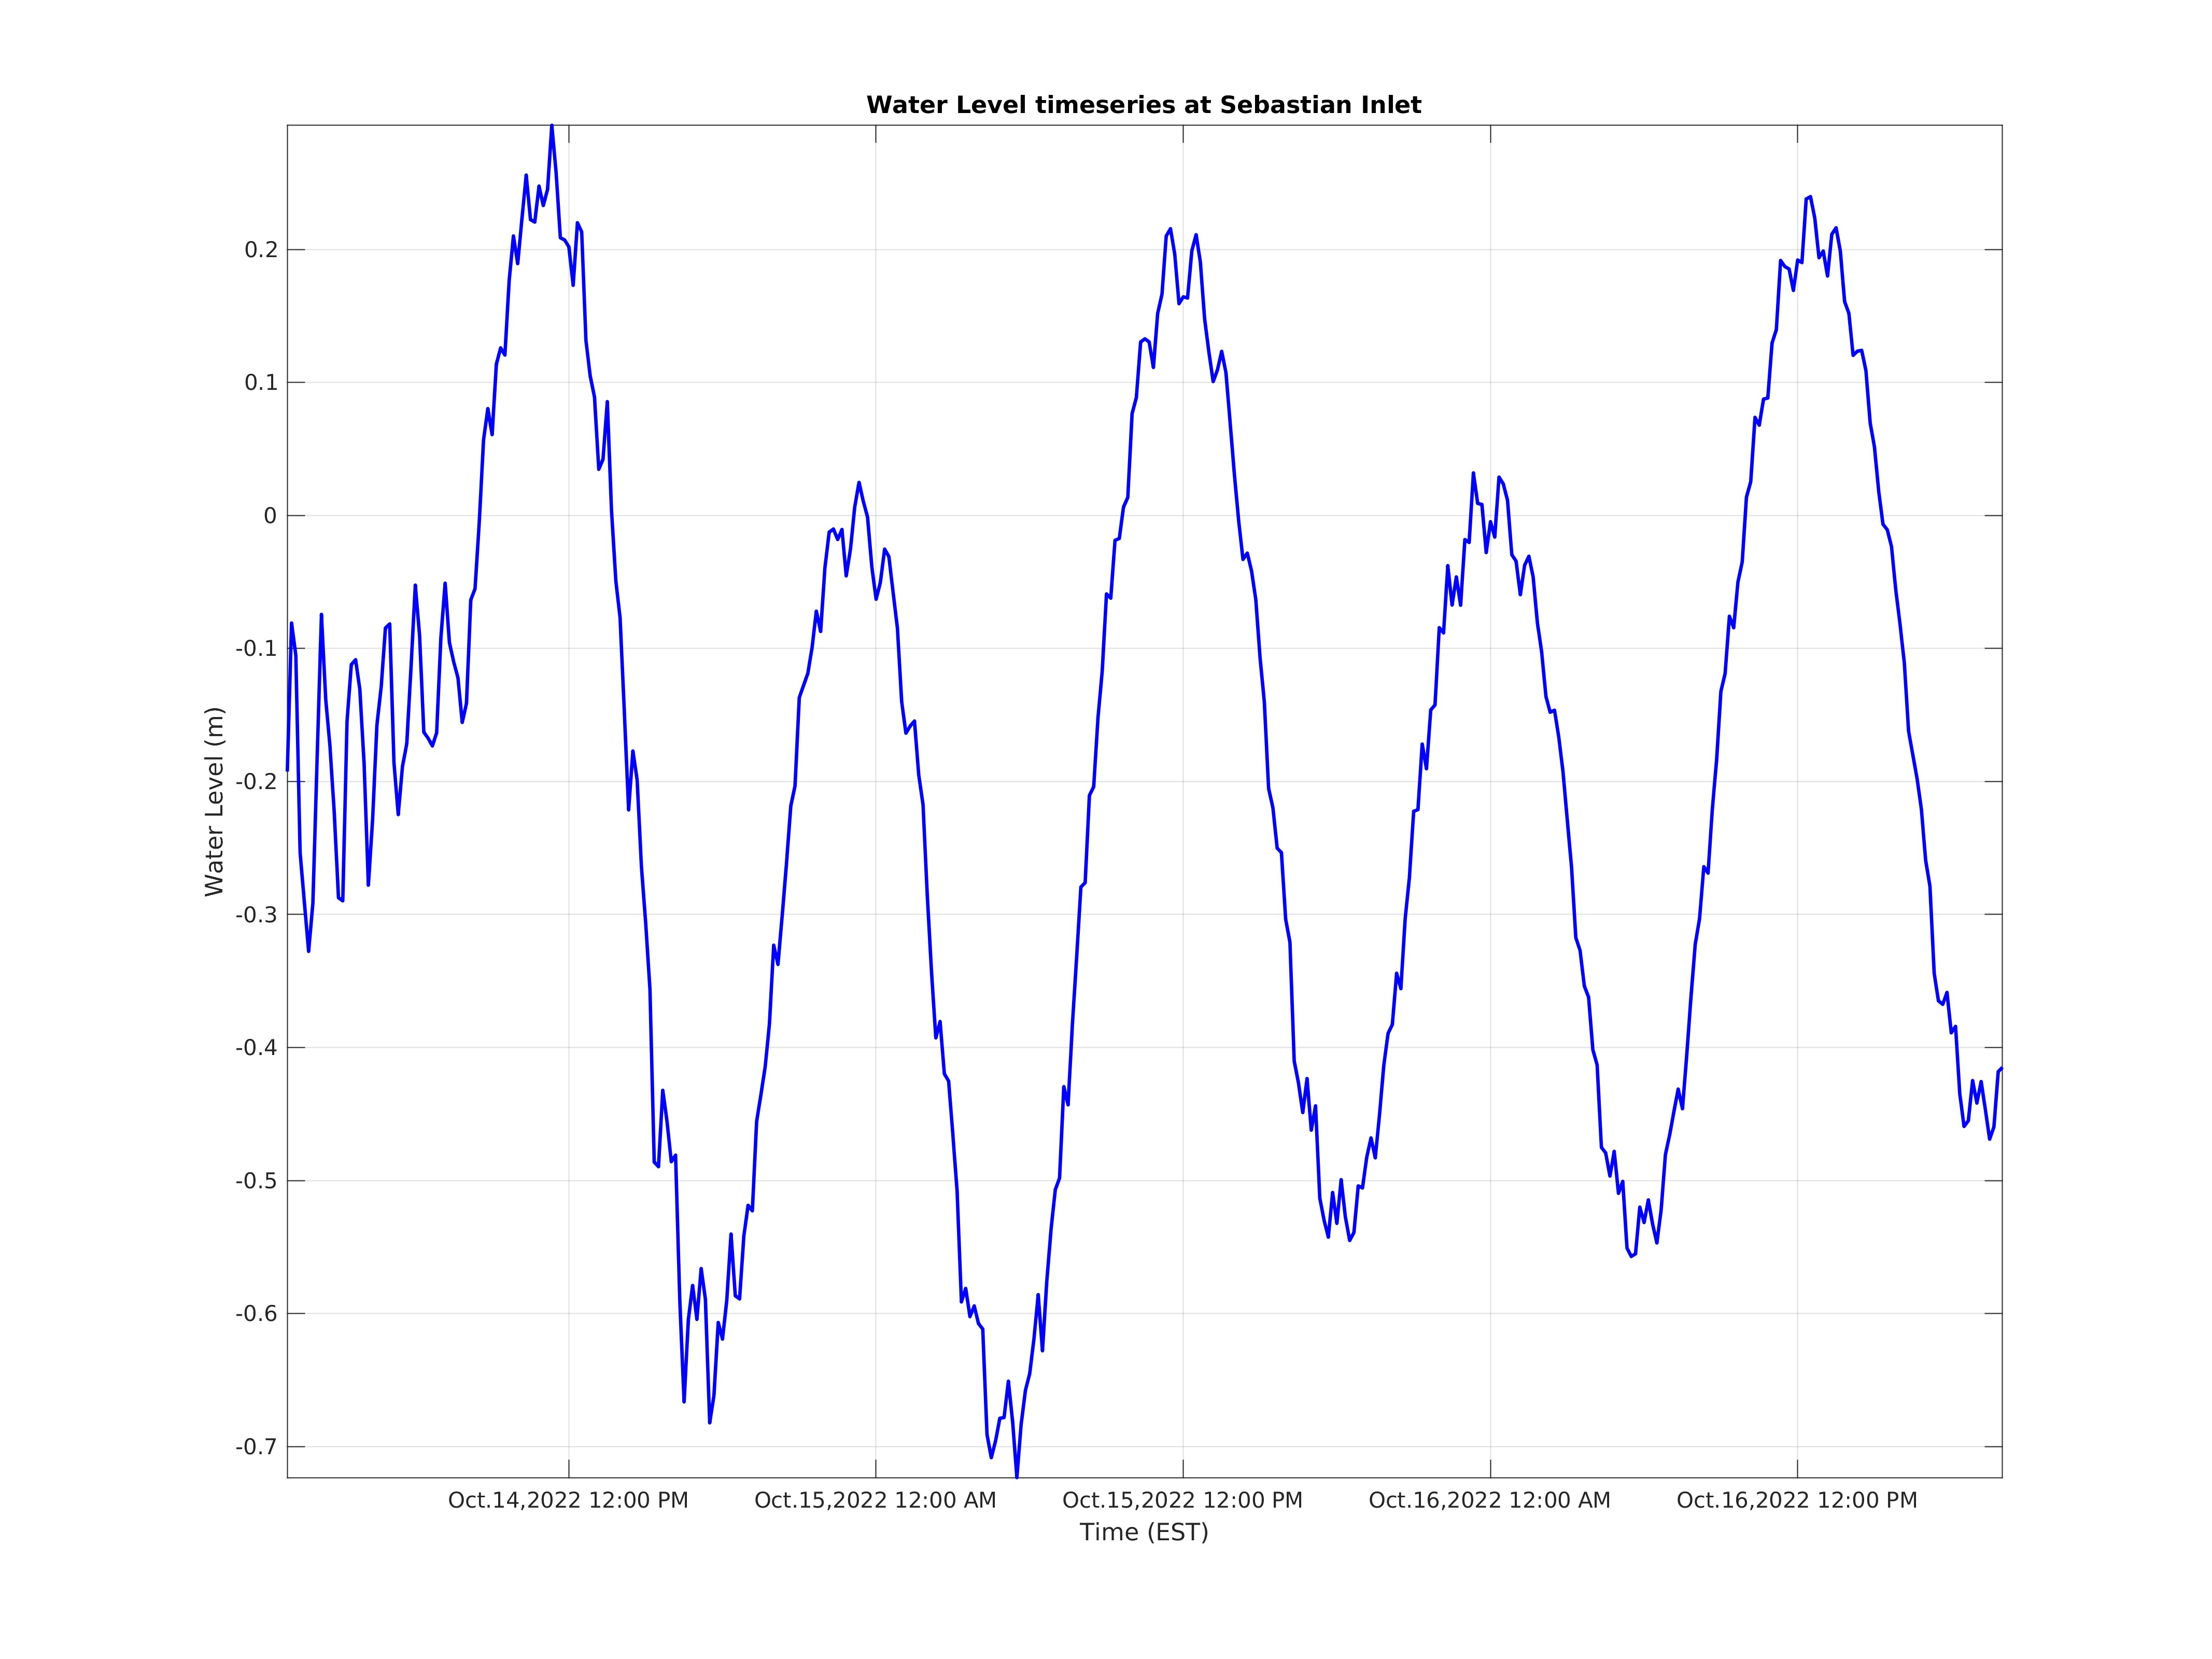 Water Level timeseries at Sebastian Inlet
0.2
0.1
0
-0.1
-0.2
-0.3
-0.4
-0.5
-0.6
-0.7
Water Level (m)
Oct.14,2022 12:00 PM
Oct.15,2022 12:00 AM
Oct.15,2022 12:00 PM
Oct.16,2022 12:00 AM
Oct.16,2022 12:00 PM
Time (EST)